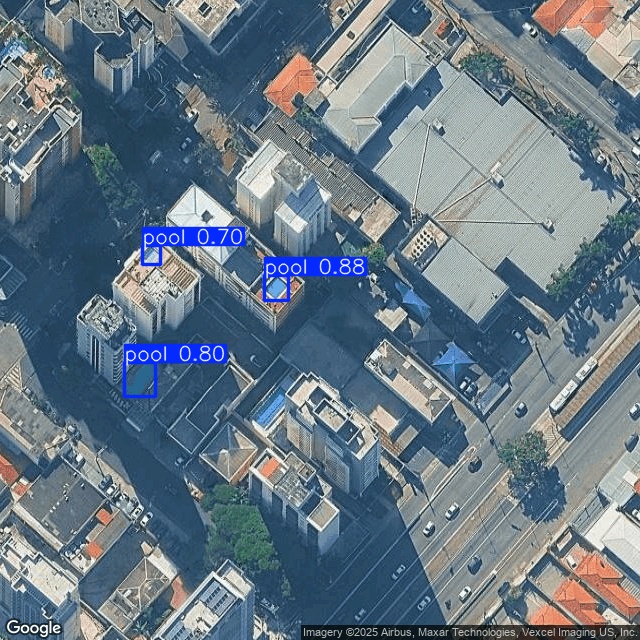 pool 0.70
pool 0.88
pool 0.80
Google
Imagery ©2025 Airbus, Maxar Technologies, Vexcel Imaging US, Inc.